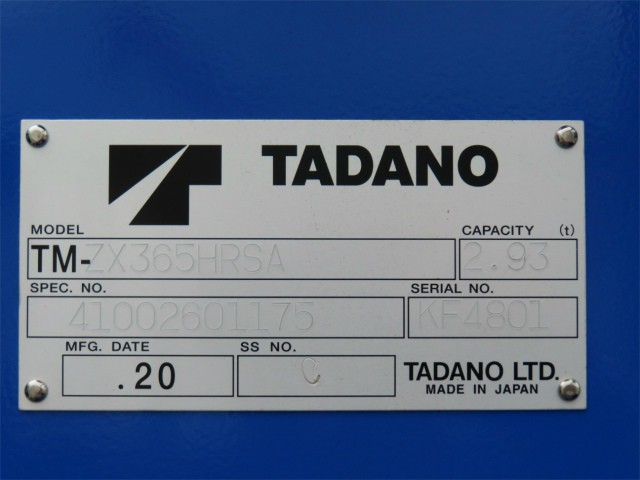 TADANO
MODEL
TM-ZX365HRSA
CAPACITY (t)
2.93
SPEC. NO.
41002601175
SERIAL NO.
KF4801
MFG. DATE
.20
SS NO.
TADANO LTD.
MADE IN JAPAN